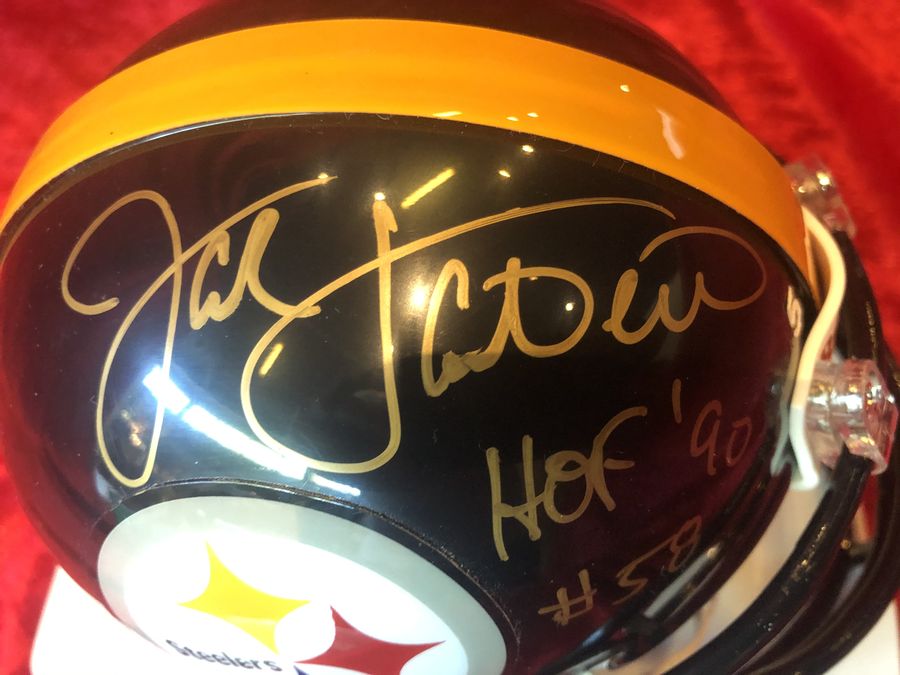 Jack Lambert
HOF '90
#58
Steelers